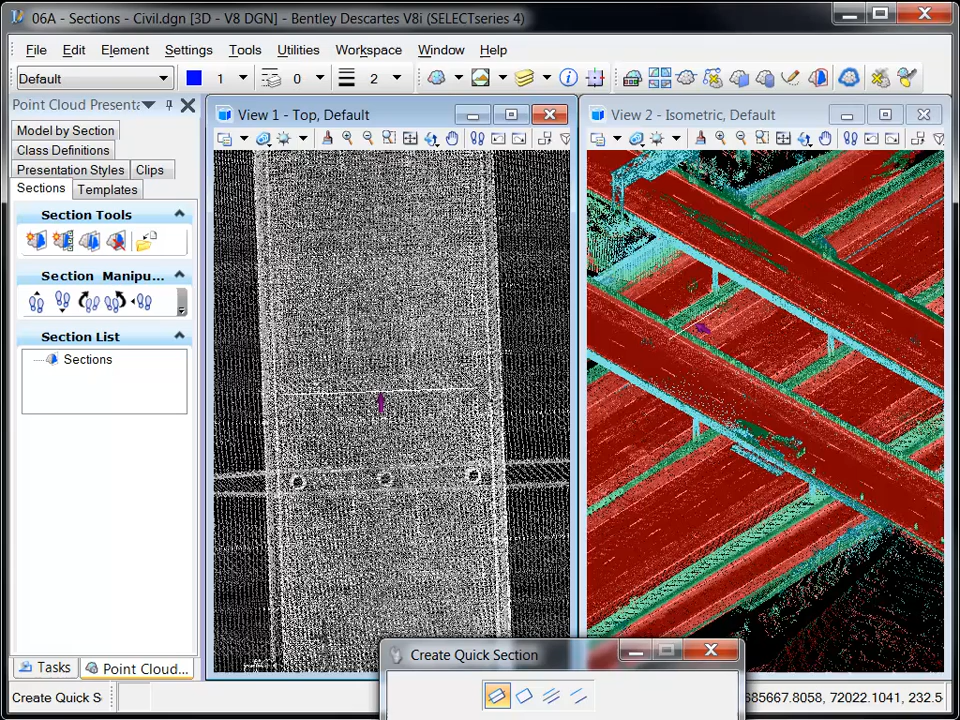 06A - Sections - Civil.dgn [3D - V8 DGN] - Bentley Descartes V8i (SELECTseries 4)
File Edit Element Settings Tools Utilities Workspace Window Help
Default 1 0 2
Point Cloud Presenta
Model by Section
Class Definitions
Presentation Styles Clips
Sections Templates
Section Tools
Section Manipu...
Section List
Sections
View 1 - Top, Default
View 2 - Isometric, Default
Create Quick Section
Tasks Point Cloud...
Create Quick S
685667.8058, 72022.1041, 232.5